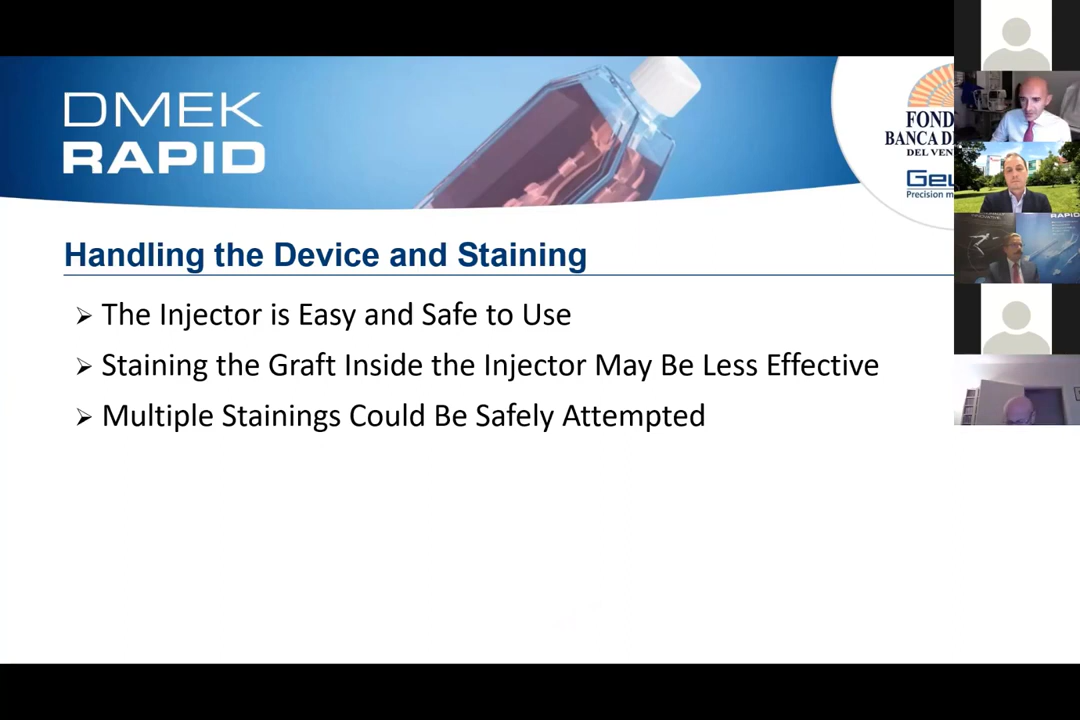 DMEK
RAPID
DEL
Precision
Handling the Device and Staining
The Injector is Easy and Safe to Use
Staining the Graft Inside the Injector May Be Less Effective
Multiple Stainings Could Be Safely Attempted
RAPID